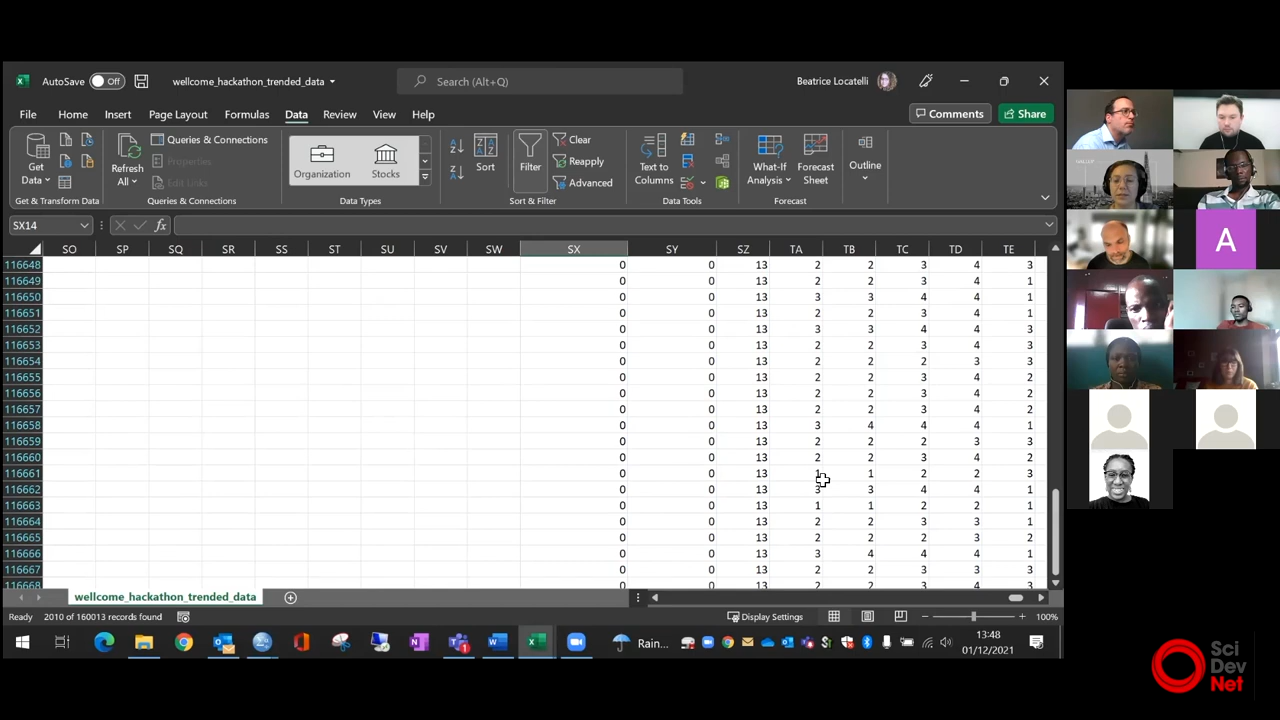 AutoSave Off wellcome_hackathon_trended_data Search (Alt+Q) Beatrice Locatelli
File Home Insert Page Layout Formulas Data Review View Help Comments Share
Get Data Refresh All Queries & Connections Properties Edit Links Organization Stocks Sort Filter Clear Reapply Advanced Text to Columns What-If Analysis Forecast Sheet Outline
Get & Transform Data Queries & Connections Data Types Sort & Filter Data Tools Forecast
SX14 fx
SO SP SQ SR SS ST SU SV SW SX SY SZ TA TB TC TD TE
116648 0 0 13 2 2 3 4 3
116649 0 0 13 2 2 3 4 1
116650 0 0 13 3 3 4 4 1
116651 0 0 13 2 2 3 4 1
116652 0 0 13 3 3 4 4 3
116653 0 0 13 2 2 3 4 3
116654 0 0 13 2 2 2 3 3
116655 0 0 13 2 2 3 4 2
116656 0 0 13 2 2 3 4 2
116657 0 0 13 2 2 3 4 2
116658 0 0 13 3 4 4 4 1
116659 0 0 13 2 2 2 3 3
116660 0 0 13 2 2 3 4 2
116661 0 0 13 1 1 2 2 3
116662 0 0 13 3 3 4 4 1
116663 0 0 13 1 1 2 2 1
116664 0 0 13 2 2 3 3 1
116665 0 0 13 2 2 2 3 2
116666 0 0 13 3 4 4 4 1
116667 0 0 13 2 2 3 3 3
116668 0 0 13 2 2 3 4 3
wellcome_hackathon_trended_data
Ready 2010 of 160013 records found Display Settings 100%
Rain... 13:48
01/12/2021
A
Sci
Dev
Net